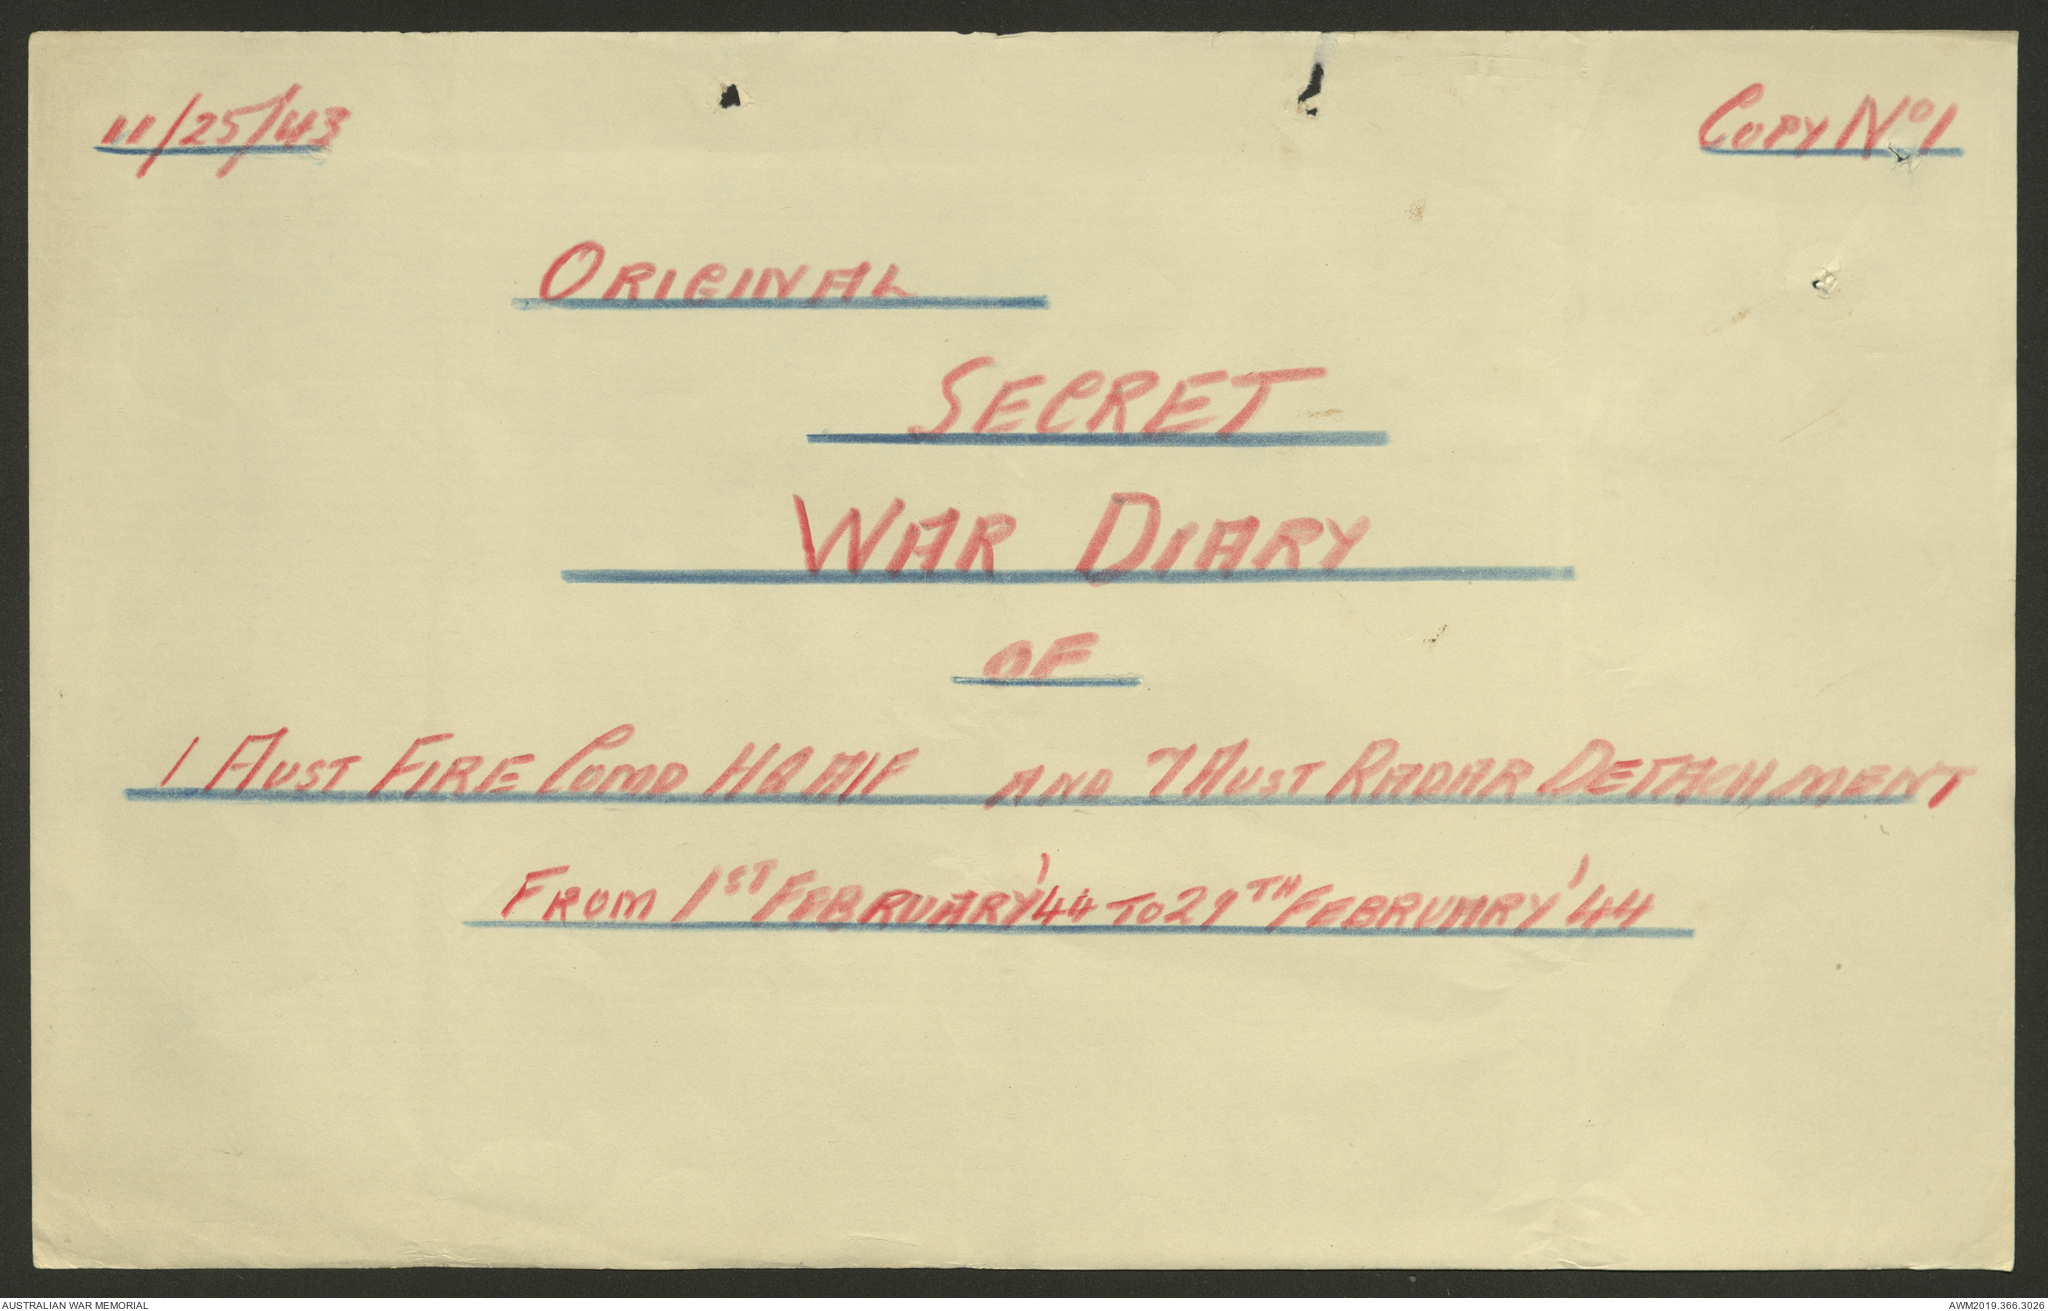 11/25/43
Copy No 1
ORIGINAL
SECRET
WAR DIARY
OF
1 AUST FIRE COMD HQ AIF AND 7 AUST RADAR DETACHMENT
FROM 1ST FEBRUARY '44 TO 29TH FEBRUARY '44
AUSTRALIAN WAR MEMORIAL
AWM2019.366.3026